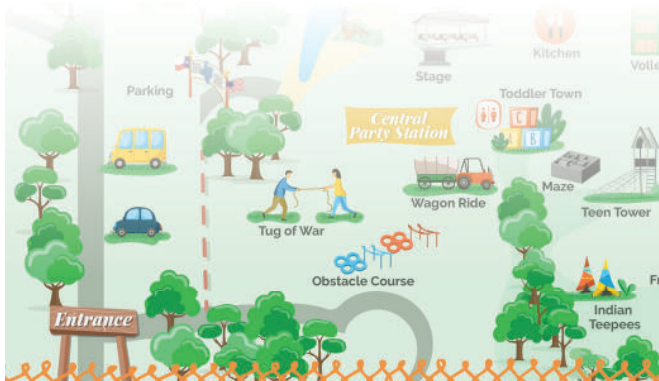 Kitchen
Stage
Parking
Toddler Town
Central
Party Station
C
B
Maze
Wagon Ride
Teen Tower
Tug of War
Obstacle Course
Entrance
Indian
Teepees